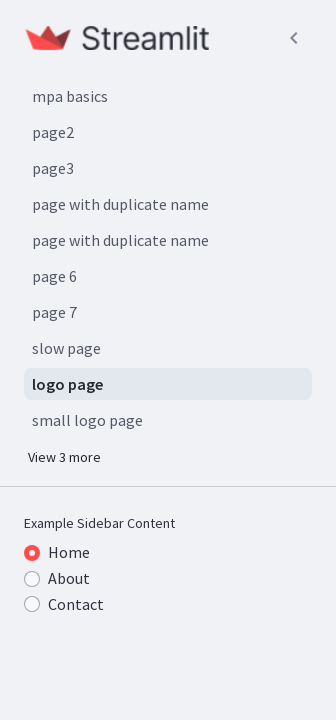 Streamlit
mpa basics
page2
page3
page with duplicate name
page with duplicate name
page 6
page 7
slow page
logo page
small logo page
View 3 more
Example Sidebar Content
Home
About
Contact